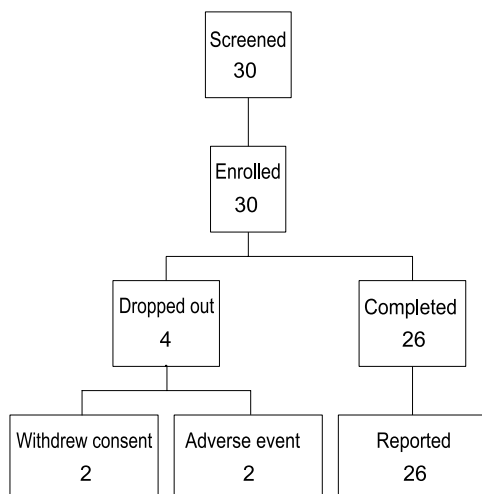 Screened
30
Enrolled
30
Dropped out
4
Completed
26
Withdrew consent
2
Adverse event
2
Reported
26